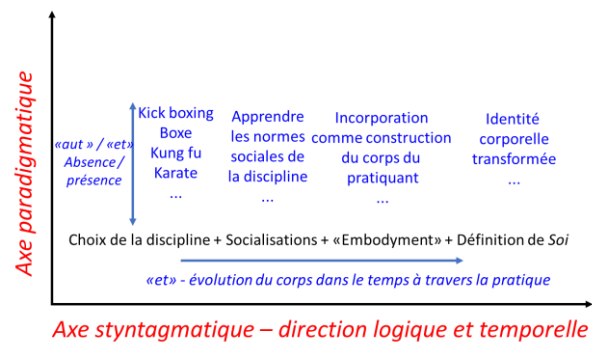 Axe paradigmatique
«aut » / «et»
Absence /
présence
Kick boxing
Boxe
Kung fu
Karate
...
Apprendre
les normes
sociales de
la discipline
...
Incorporation
comme construction
du corps du
pratiquant
...
Identité
corporelle
transformée
...
Choix de la discipline + Socialisations + «Embodyment» + Définition de Soi
«et» - évolution du corps dans le temps à travers la pratique
Axe styntagmatique – direction logique et temporelle